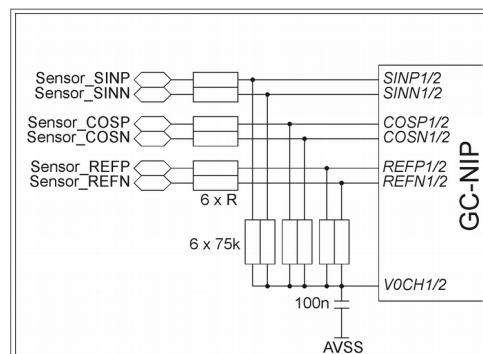 Sensor_SINP SINP1/2
Sensor_SINN SINN1/2
Sensor_COSP COSP1/2
Sensor_COSN COSN1/2
Sensor_REFP REFP1/2
Sensor_REFN REFN1/2
6 x R
GC-NIP
6 x 75k
V0CH1/2
100n
AVSS